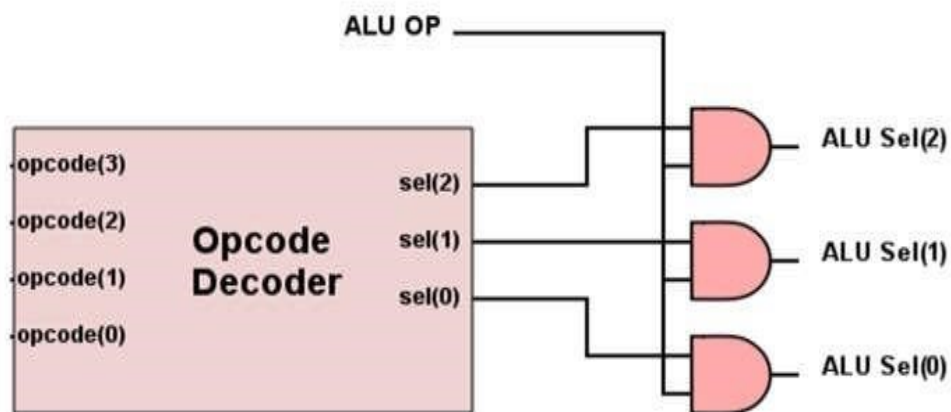 ALU OP
opcode(3)
opcode(2)
opcode(1)
opcode(0)
Opcode
Decoder
sel(2)
sel(1)
sel(0)
ALU Sel(2)
ALU Sel(1)
ALU Sel(0)